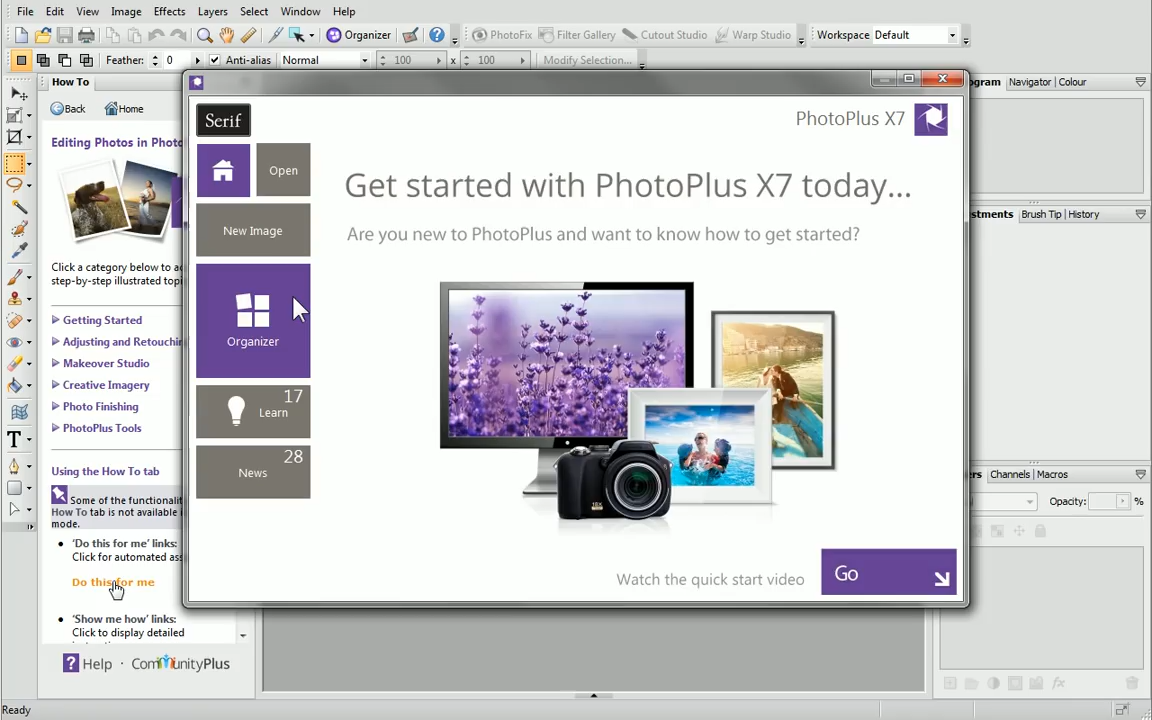 File Edit View Image Effects Layers Select Window Help
Organizer PhotoFix Filter Gallery Cutout Studio Warp Studio Workspace Default
Feather: 0 Anti-alias Normal 100 x 100 Modify Selection...
How To
Back Home
Editing Photos in Photo
Click a category below to ac
step-by-step illustrated topi
Getting Started
Adjusting and Retouchin
Makeover Studio
Creative Imagery
Photo Finishing
PhotoPlus Tools
Using the How To tab
Some of the functionalit
How To tab is not available i
mode.
'Do this for me' links:
Click for automated ass
Do this for me
'Show me how' links:
Click to display detailed
Help · CommunityPlus
Ready
Serif
PhotoPlus X7
Open
New Image
Organizer
17
Learn
28
News
Get started with PhotoPlus X7 today...
Are you new to PhotoPlus and want to know how to get started?
Watch the quick start video
Go
ogram Navigator | Colour
stments Brush Tip | History
ers Channels | Macros
Opacity: %
fx